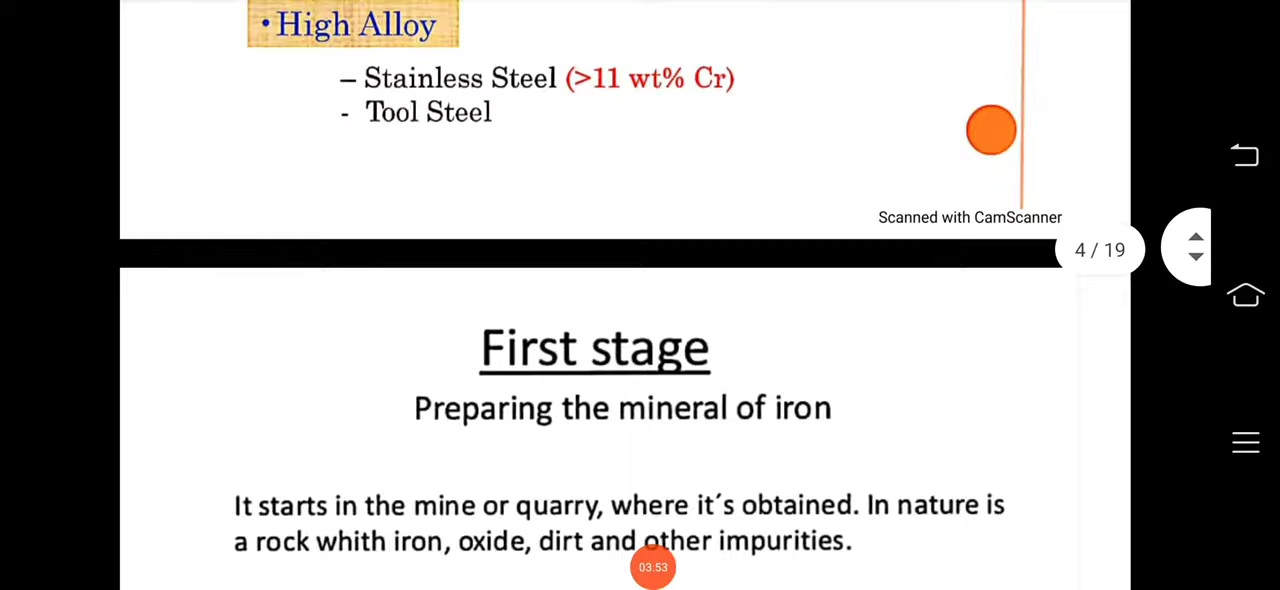 • High Alloy
– Stainless Steel (>11 wt% Cr)
- Tool Steel
Scanned with CamScanner
4 / 19
First stage
Preparing the mineral of iron
It starts in the mine or quarry, where it´s obtained. In nature is
a rock whith iron, oxide, dirt and other impurities.
03:53